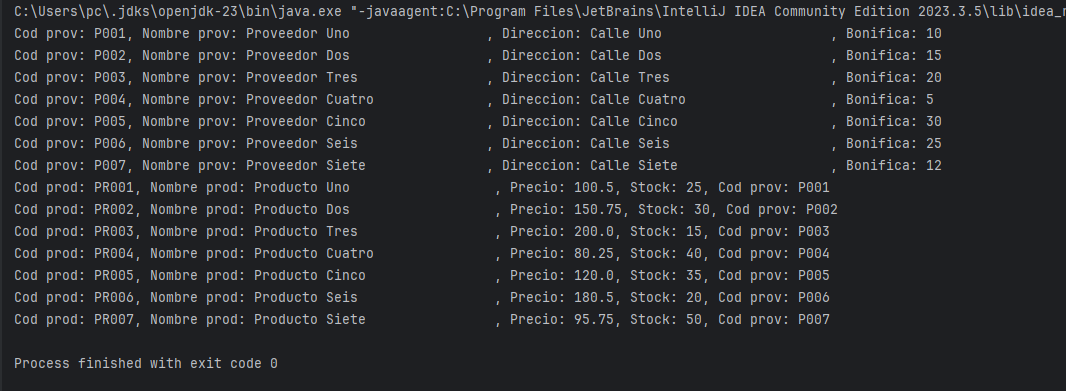 C:\Users\pc\.jdks\openjdk-23\bin\java.exe "-javaagent:C:\Program Files\JetBrains\IntelliJ IDEA Community Edition 2023.3.5\lib\idea_r
Cod prov: P001, Nombre prov: Proveedor Uno                 , Direccion: Calle Uno                     , Bonifica: 10
Cod prov: P002, Nombre prov: Proveedor Dos                 , Direccion: Calle Dos                     , Bonifica: 15
Cod prov: P003, Nombre prov: Proveedor Tres                , Direccion: Calle Tres                    , Bonifica: 20
Cod prov: P004, Nombre prov: Proveedor Cuatro              , Direccion: Calle Cuatro                  , Bonifica: 5
Cod prov: P005, Nombre prov: Proveedor Cinco               , Direccion: Calle Cinco                   , Bonifica: 30
Cod prov: P006, Nombre prov: Proveedor Seis                , Direccion: Calle Seis                    , Bonifica: 25
Cod prov: P007, Nombre prov: Proveedor Siete               , Direccion: Calle Siete                   , Bonifica: 12
Cod prod: PR001, Nombre prod: Producto Uno                  , Precio: 100.5, Stock: 25, Cod prov: P001
Cod prod: PR002, Nombre prod: Producto Dos                  , Precio: 150.75, Stock: 30, Cod prov: P002
Cod prod: PR003, Nombre prod: Producto Tres                 , Precio: 200.0, Stock: 15, Cod prov: P003
Cod prod: PR004, Nombre prod: Producto Cuatro               , Precio: 80.25, Stock: 40, Cod prov: P004
Cod prod: PR005, Nombre prod: Producto Cinco                , Precio: 120.0, Stock: 35, Cod prov: P005
Cod prod: PR006, Nombre prod: Producto Seis                 , Precio: 180.5, Stock: 20, Cod prov: P006
Cod prod: PR007, Nombre prod: Producto Siete                , Precio: 95.75, Stock: 50, Cod prov: P007
Process finished with exit code 0